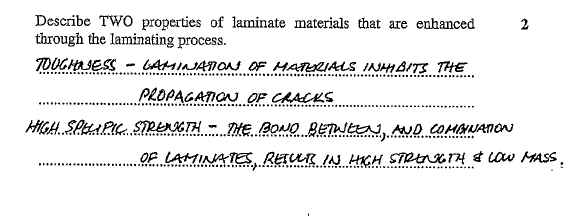 Describe TWO properties of laminate materials that are enhanced 2
through the laminating process.
TOUGHNESS - LAMINATION OF MATERIALS INHIBITS THE
PROPAGATION OF CRACKS
HIGH SPECIFIC STRENGTH - THE BOND BETWEEN, AND COMBINATION
OF LAMINATES, RESULTS IN HIGH STRENGTH & LOW MASS.